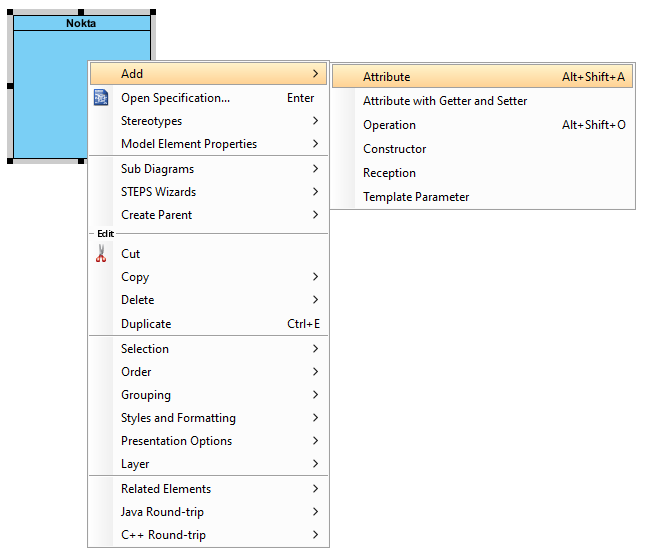 Nokta
Add
Open Specification... Enter
Stereotypes
Model Element Properties
Sub Diagrams
STEPS Wizards
Create Parent
Edit
Cut
Copy
Delete
Duplicate Ctrl+E
Selection
Order
Grouping
Styles and Formatting
Presentation Options
Layer
Related Elements
Java Round-trip
C++ Round-trip
Attribute Alt+Shift+A
Attribute with Getter and Setter
Operation Alt+Shift+O
Constructor
Reception
Template Parameter